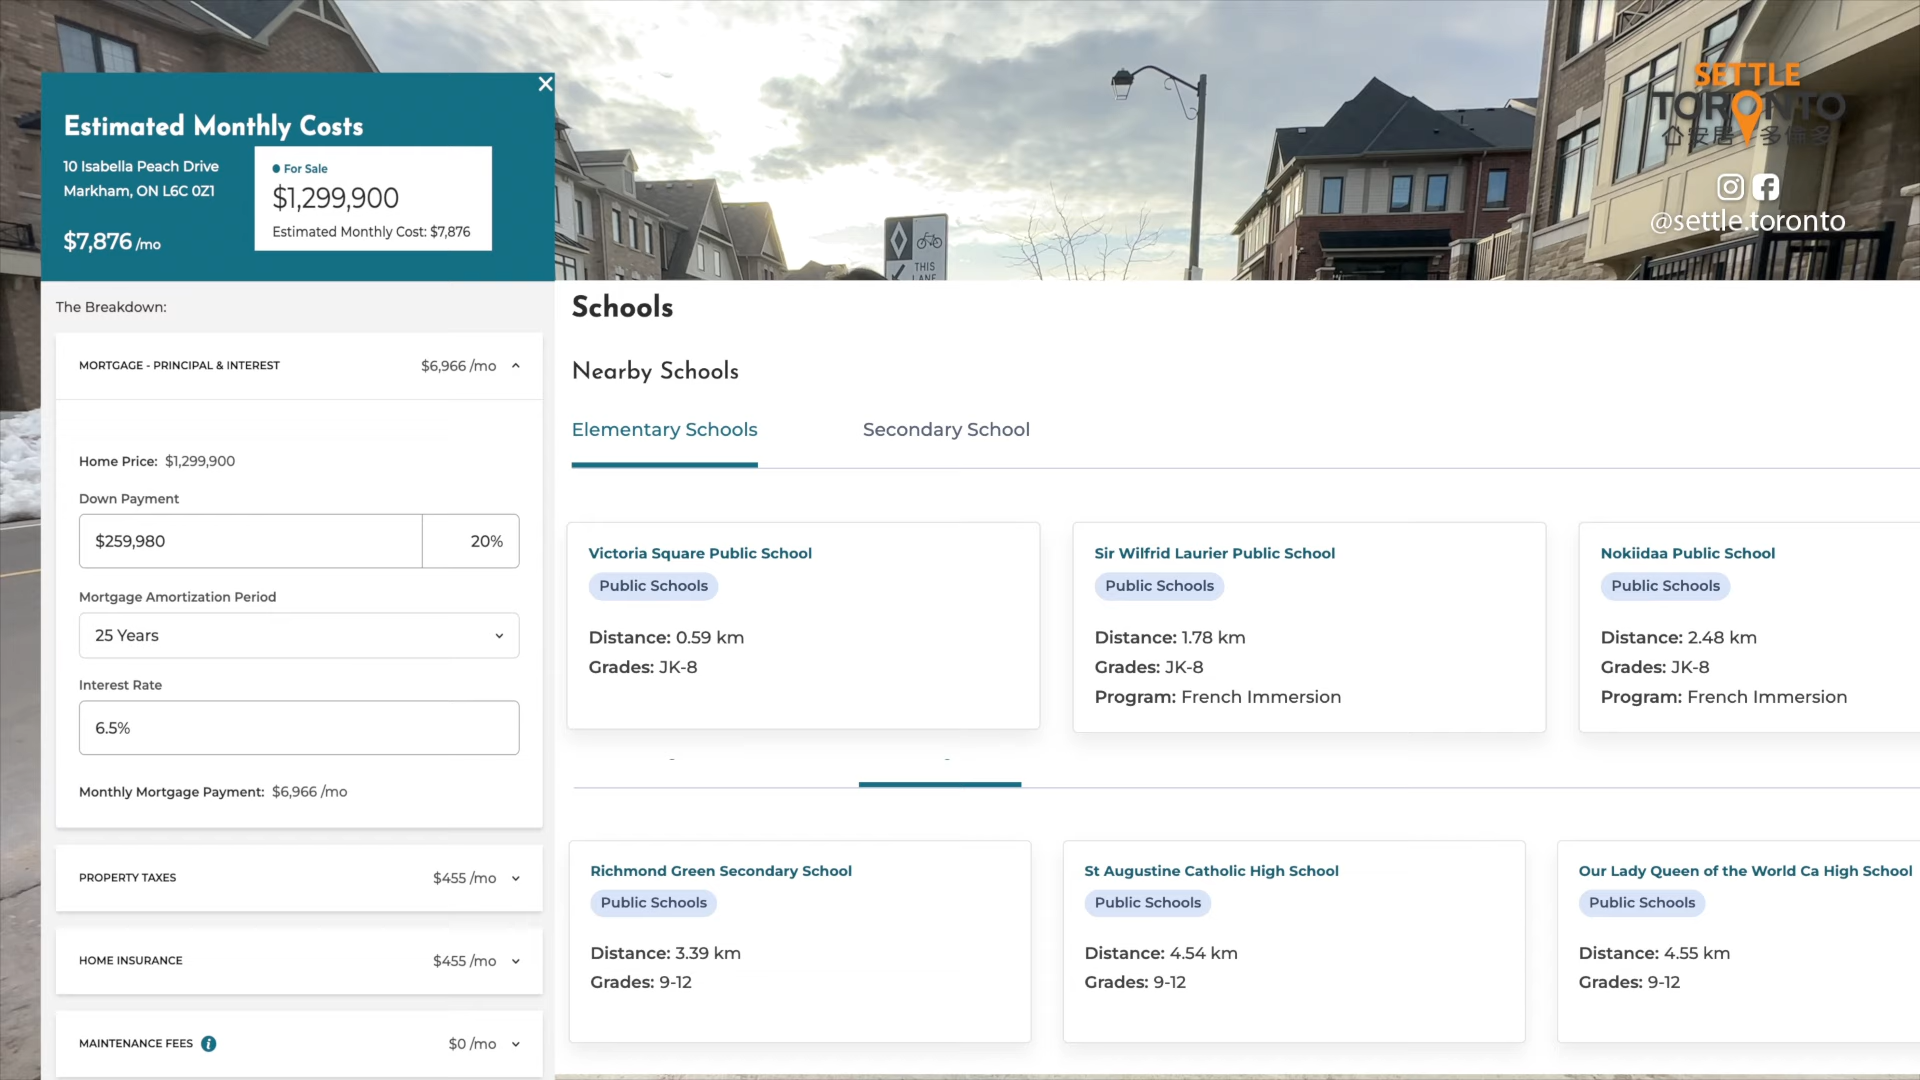 Estimated Monthly Costs
10 Isabella Peach Drive
Markham, ON L6C 0Z1
$7,876 /mo
For Sale
$1,299,900
Estimated Monthly Cost: $7,876
THIS
LANE
SETTLE
TORONTO
公安居 多倫多
@settle.toronto
The Breakdown:
MORTGAGE - PRINCIPAL & INTEREST $6,966 /mo
Home Price: $1,299,900
Down Payment
$259,980 20%
Mortgage Amortization Period
25 Years
Interest Rate
6.5%
Monthly Mortgage Payment: $6,966 /mo
PROPERTY TAXES $455 /mo
HOME INSURANCE $455 /mo
MAINTENANCE FEES $0 /mo
Schools
Nearby Schools
Elementary Schools Secondary School
Victoria Square Public School
Public Schools
Distance: 0.59 km
Grades: JK-8
Sir Wilfrid Laurier Public School
Public Schools
Distance: 1.78 km
Grades: JK-8
Program: French Immersion
Nokiidaa Public School
Public Schools
Distance: 2.48 km
Grades: JK-8
Program: French Immersion
Richmond Green Secondary School
Public Schools
Distance: 3.39 km
Grades: 9-12
St Augustine Catholic High School
Public Schools
Distance: 4.54 km
Grades: 9-12
Our Lady Queen of the World Ca High School
Public Schools
Distance: 4.55 km
Grades: 9-12